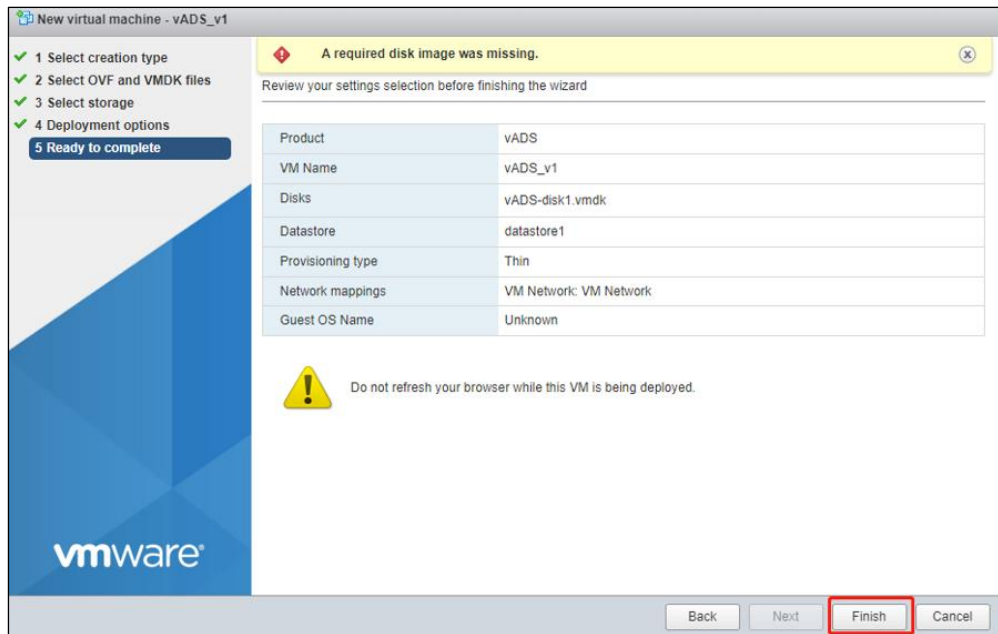 New virtual machine - vADS_v1
1 Select creation type
2 Select OVF and VMDK files
3 Select storage
4 Deployment options
5 Ready to complete
A required disk image was missing.
Review your settings selection before finishing the wizard
Product vADS
VM Name vADS_v1
Disks vADS-disk1.vmdk
Datastore datastore1
Provisioning type Thin
Network mappings VM Network: VM Network
Guest OS Name Unknown
Do not refresh your browser while this VM is being deployed.
vmware®
Back Next Finish Cancel